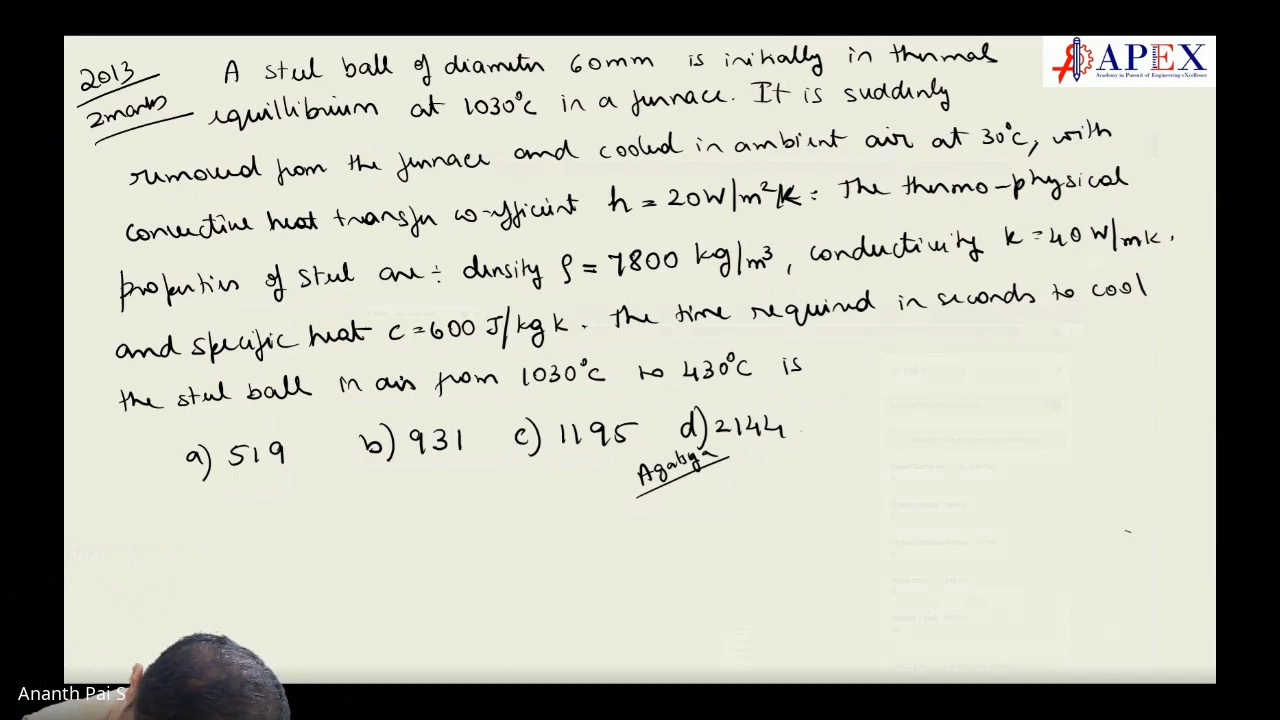 2013
2 marks
A steel ball of diameter 60mm is initially in thermal
equillibrium at 1030°C in a furnace. It is suddenly
removed from the furnace and cooled in ambient air at 30°C, with
convective heat transfer co-efficient h = 20W/m²K. The thermo-physical
properties of steel are ÷ density ρ = 7800 kg/m³, conductivity k = 40 W/mk,
and specific heat c = 600 J/kg k. The time required in seconds to cool
the steel ball in air from 1030°C to 430°C is
a) 519 b) 931 c) 1195 d) 2144
APEX
Academy in Pursuit of Engineering eXcellence
Ananth Pai S